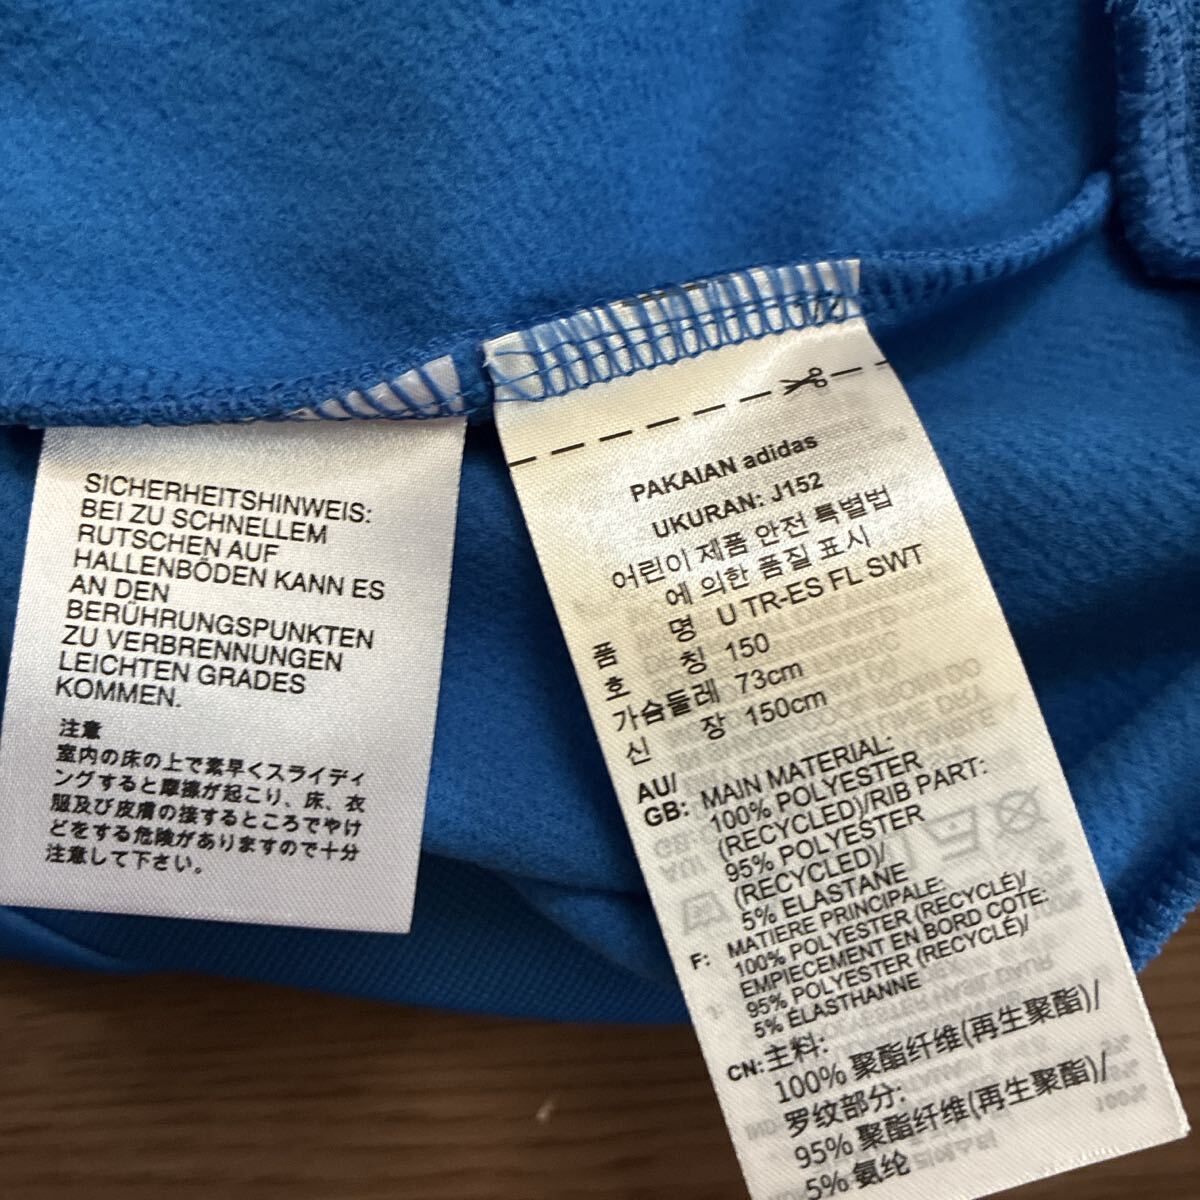 SICHERHEITSHINWEIS:
BEI ZU SCHNELLEM
RUTSCHEN AUF
HALLENBÖDEN KANN ES
AN DEN
BERÜHRUNGSPUNKTEN
ZU VERBRENNUNGEN
LEICHTEN GRADES
KOMMEN.
注意
室内の床の上で素早くスライディ
ングすると摩擦が起こり、床、衣
服及び皮膚の接するところでやけ
どをする危険がありますので十分
注意して下さい。
PAKAIAN adidas
UKURAN: J152
어린이 제품 안전 특별법
에 의한 품질 표시
품 명 U TR-ES FL SWT
호 칭 150
가슴둘레 73cm
신 장 150cm
AU/
GB: MAIN MATERIAL:
100% POLYESTER
(RECYCLED)/RIB PART:
95% POLYESTER
(RECYCLED)/
5% ELASTANE
F: MATIÈRE PRINCIPALE:
100% POLYESTER (RECYCLÉ)/
EMPIECEMENT EN BORD COTE:
95% POLYESTER (RECYCLÉ)/
5% ÉLASTHANNE
CN: 主料:
100% 聚酯纤维(再生聚酯)/
罗纹部分:
95% 聚酯纤维(再生聚酯)/
5% 氨纶